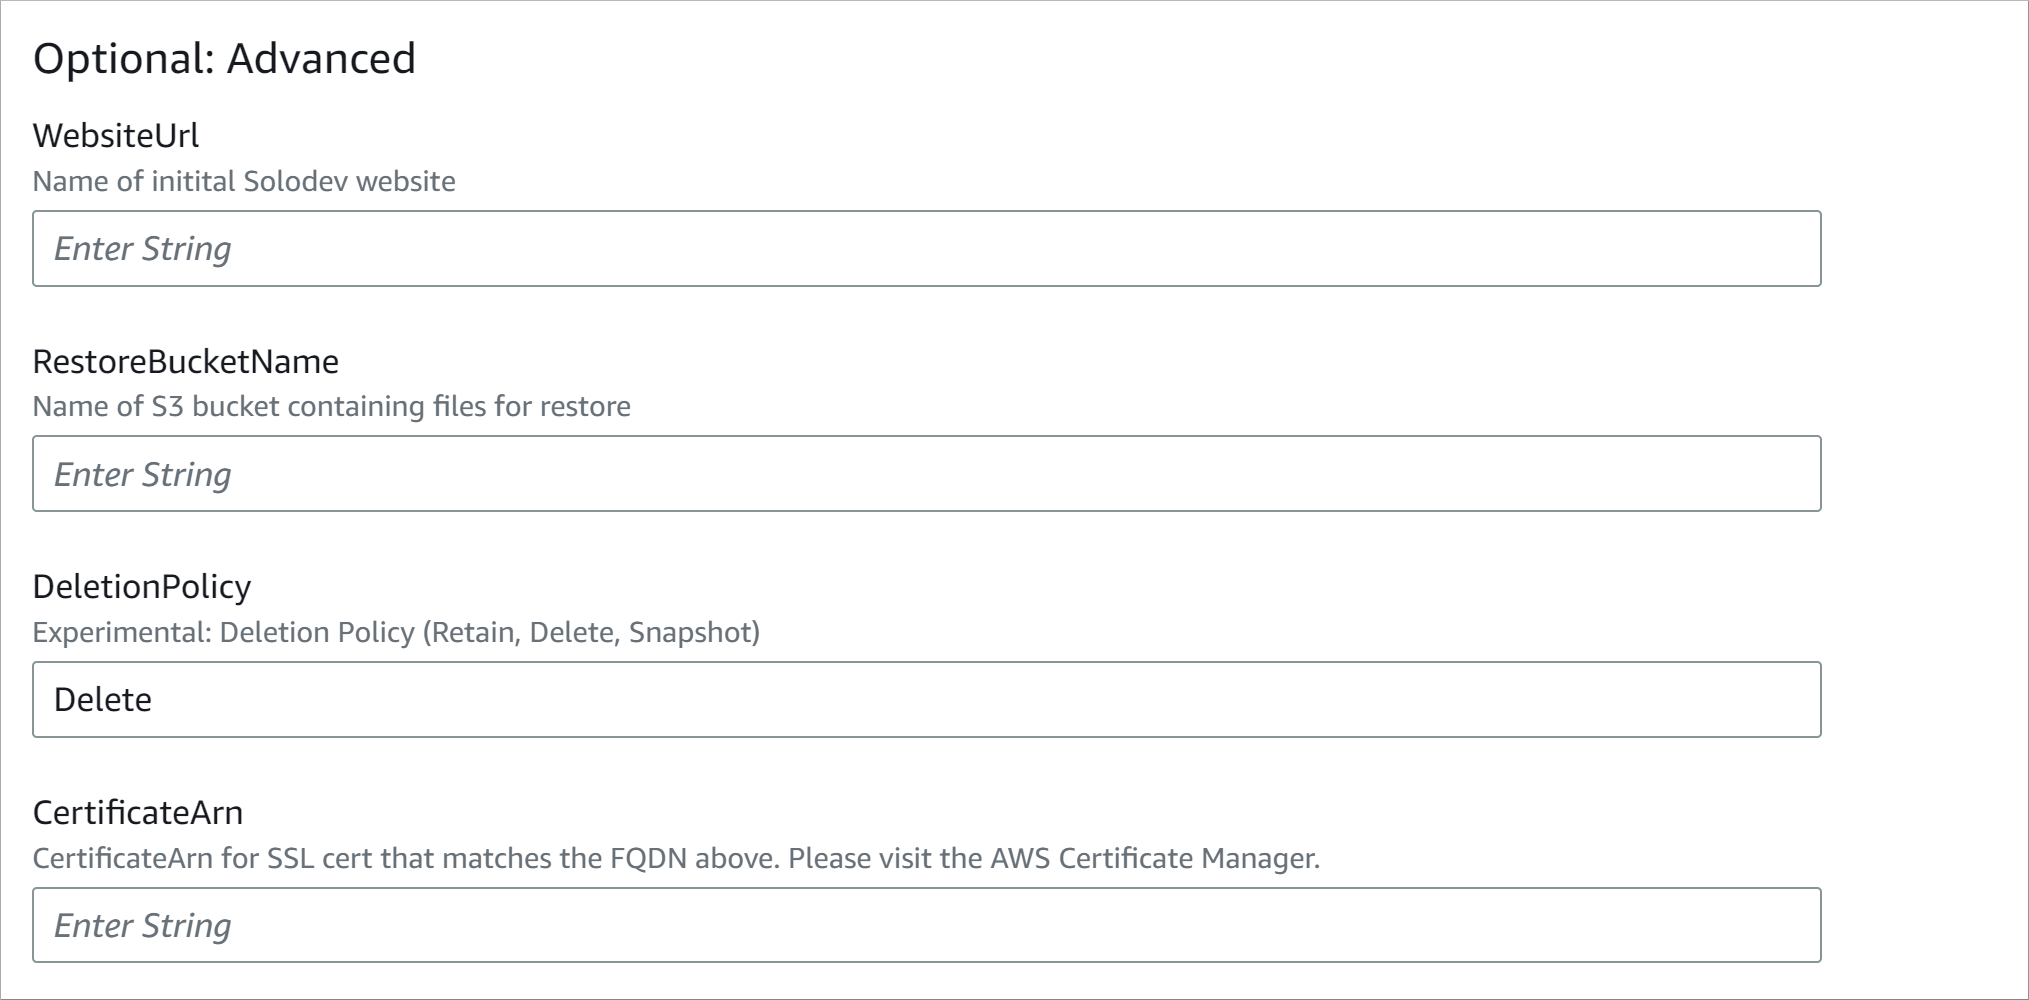 Optional: Advanced
WebsiteUrl
Name of initital Solodev website
Enter String
RestoreBucketName
Name of S3 bucket containing files for restore
Enter String
DeletionPolicy
Experimental: Deletion Policy (Retain, Delete, Snapshot)
Delete
CertificateArn
CertificateArn for SSL cert that matches the FQDN above. Please visit the AWS Certificate Manager.
Enter String